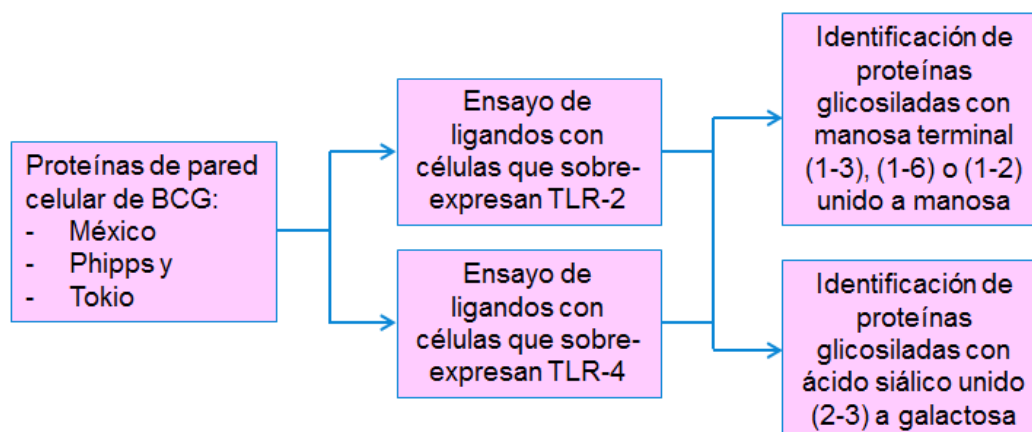 Proteínas de pared
celular de BCG:
- México
- Phipps y
- Tokio
Ensayo de
ligandos con
células que sobre-
expresan TLR-2
Ensayo de
ligandos con
células que sobre-
expresan TLR-4
Identificación de
proteínas
glicosiladas con
manosa terminal
(1-3), (1-6) o (1-2)
unido a manosa
Identificación de
proteínas
glicosiladas con
ácido siálico unido
(2-3) a galactosa